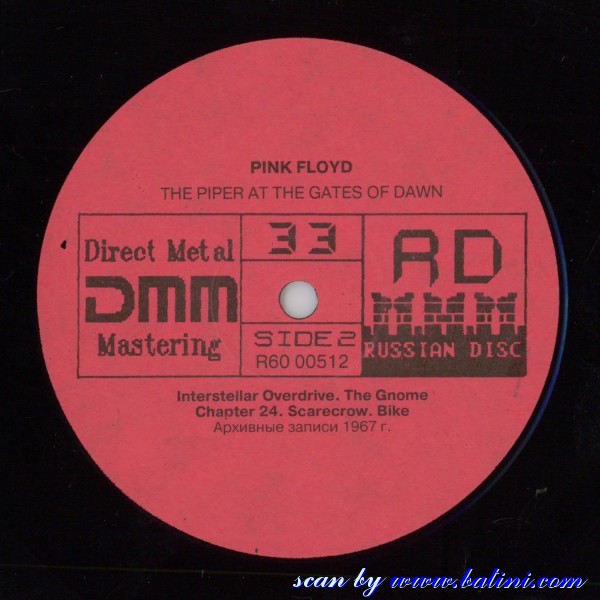 PINK FLOYD
THE PIPER AT THE GATES OF DAWN
Direct Metal
DMM
Mastering
33
SIDE 2
R60 00512
RD
RUSSIAN DISC
Interstellar Overdrive. The Gnome
Chapter 24. Scarecrow. Bike
Архивные записи 1967 г.
scan by www.batini.com